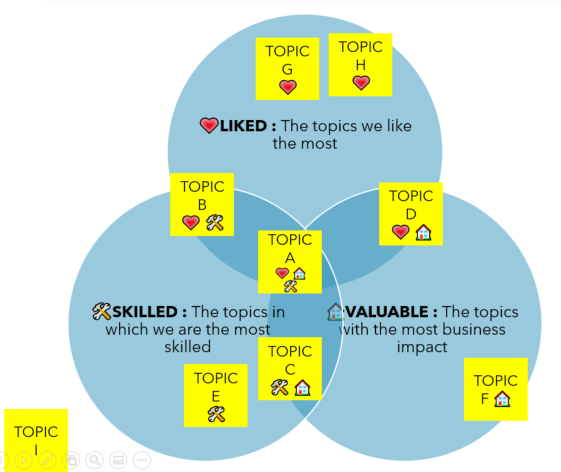 TOPIC
G
TOPIC
H
LIKED : The topics we like
the most
TOPIC
B
TOPIC
D
TOPIC
A
SKILLED : The topics in
which we are the most
skilled
VALUABLE : The topics
with the most business
impact
TOPIC
C
TOPIC
E
TOPIC
F
TOPIC
I